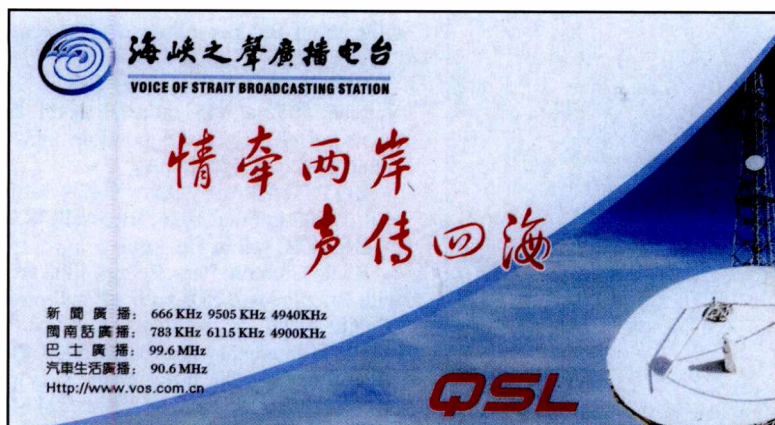 海峡之聲廣播电台
VOICE OF STRAIT BROADCASTING STATION
情牵两岸
声传四海
新聞廣播: 666 KHz 9505 KHz 4940KHz
閩南話廣播: 783 KHz 6115 KHz 4900KHz
巴士廣播: 99.6 MHz
汽車生活廣播: 90.6 MHz
Http://www.vos.com.cn
QSL